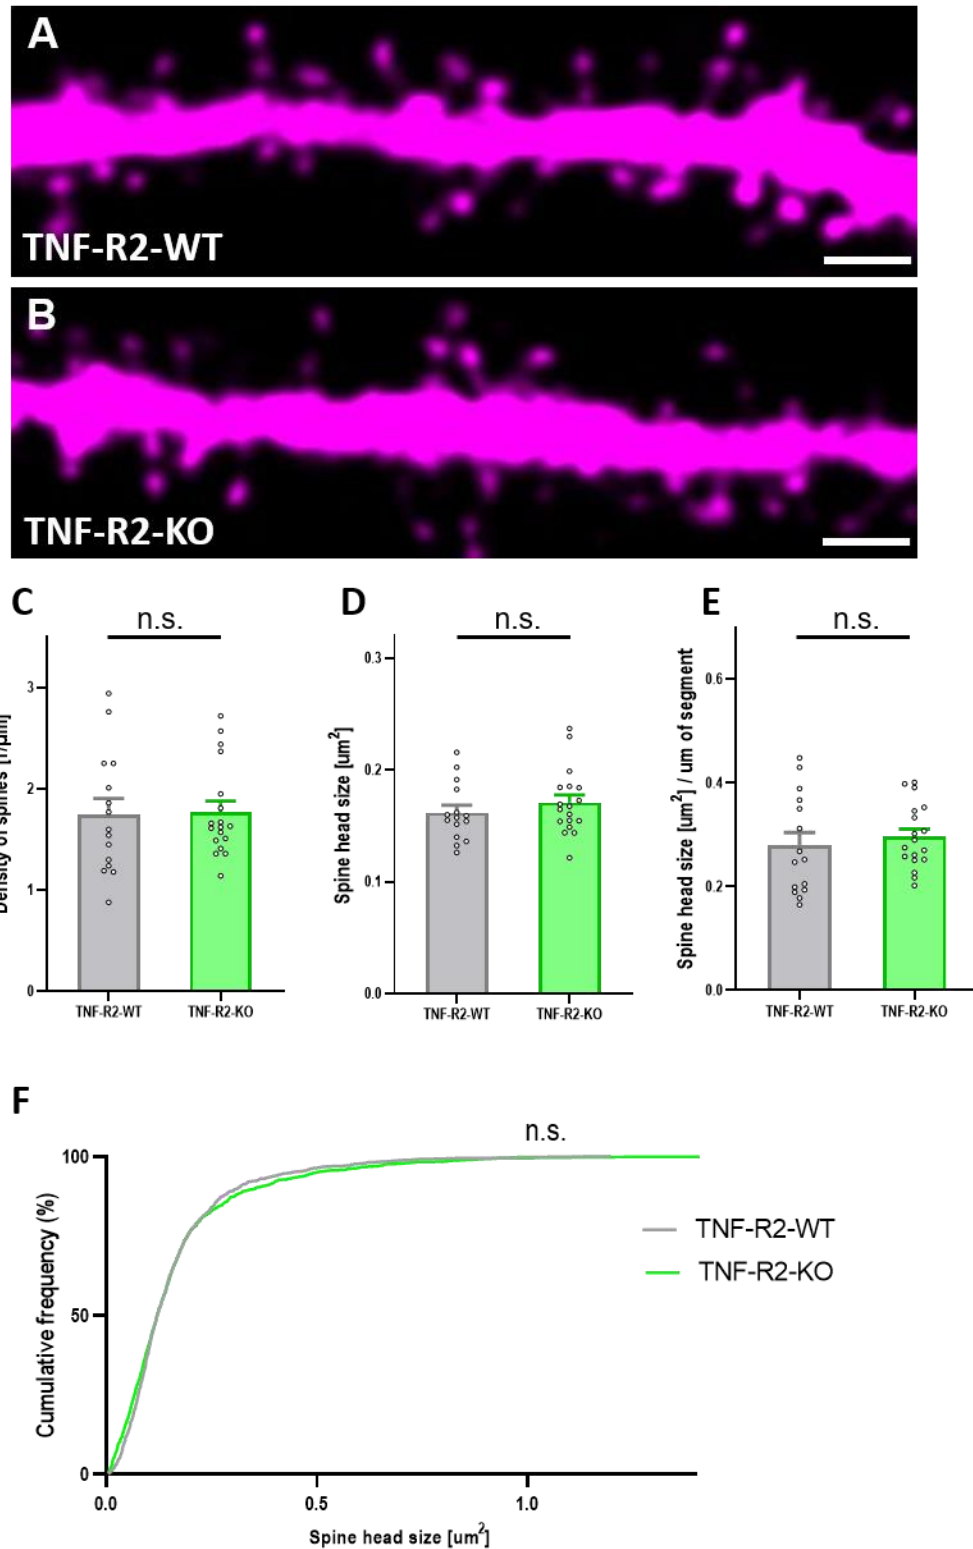 A
TNF-R2-WT
B
TNF-R2-KO
C
D
E
n.s.
n.s.
n.s.
Density of spines [1/µm]
3
2
1
0
TNF-R2-WT
TNF-R2-KO
Spine head size [um²]
0.3
0.2
0.1
0.0
TNF-R2-WT
TNF-R2-KO
Spine head size [um²] / um of segment
0.6
0.4
0.2
0.0
TNF-R2-WT
TNF-R2-KO
F
n.s.
Cumulative frequency (%)
100
50
0
TNF-R2-WT
TNF-R2-KO
0.0
0.5
1.0
Spine head size [um²]